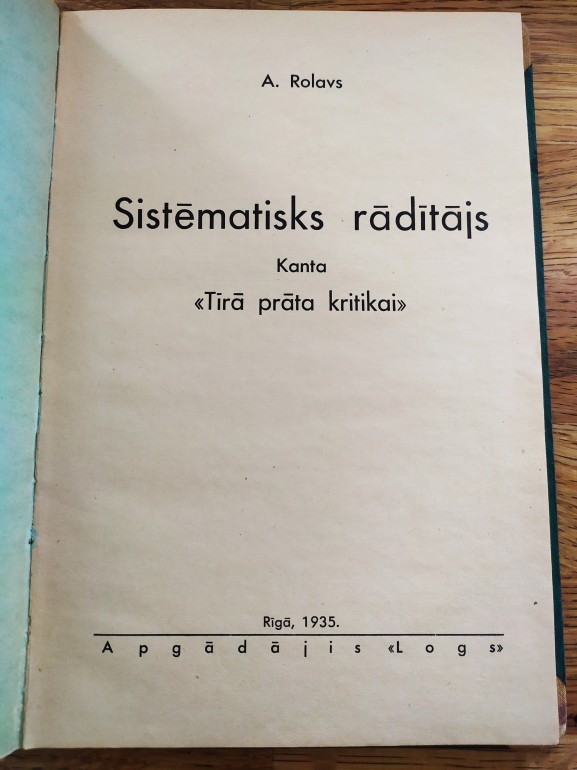 A. Rolavs
Sistēmatisks rādītājs
Kanta
«Tīrā prāta kritikai»
Rīgā, 1935.
Apgādājis «Logs»